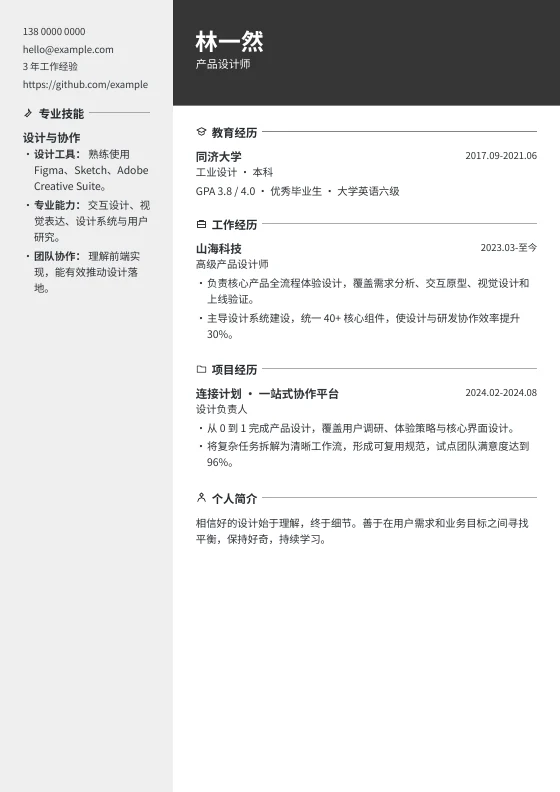 138 0000 0000
hello@example.com
3 年工作经验
https://github.com/example
专业技能
设计与协作
・设计工具： 熟练使用
Figma、Sketch、Adobe
Creative Suite。
・专业能力： 交互设计、视
觉表达、设计系统与用户
研究。
・团队协作： 理解前端实
现，能有效推动设计落
地。
林一然
产品设计师
教育经历
同济大学 2017.09-2021.06
工业设计 ・ 本科
GPA 3.8 / 4.0 ・ 优秀毕业生 ・ 大学英语六级
工作经历
山海科技 2023.03-至今
高级产品设计师
・负责核心产品全流程体验设计，覆盖需求分析、交互原型、视觉设计和
上线验证。
・主导设计系统建设，统一 40+ 核心组件，使设计与研发协作效率提升
30%。
项目经历
连接计划 ・ 一站式协作平台 2024.02-2024.08
设计负责人
・从 0 到 1 完成产品设计，覆盖用户调研、体验策略与核心界面设计。
・将复杂任务拆解为清晰工作流，形成可复用规范，试点团队满意度达到
96%。
个人简介
相信好的设计始于理解，终于细节。善于在用户需求和业务目标之间寻找
平衡，保持好奇，持续学习。